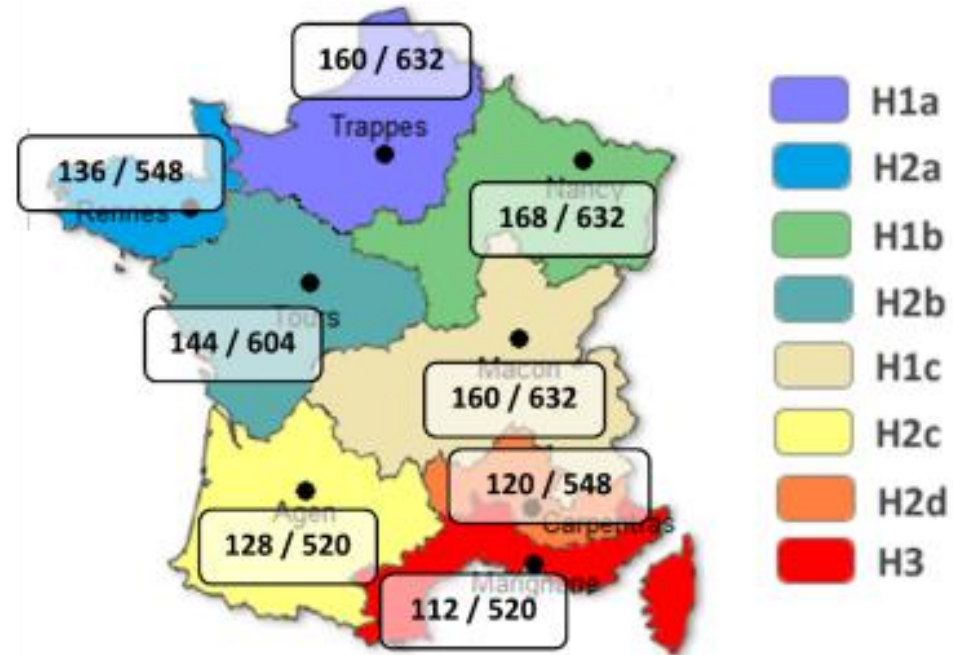 160 / 632
Trappes
136 / 548
Rennes
Nancy
168 / 632
Tours
144 / 604
Macon
160 / 632
120 / 548
Carpentras
Agen
128 / 520
Marignane
112 / 520
H1a
H2a
H1b
H2b
H1c
H2c
H2d
H3